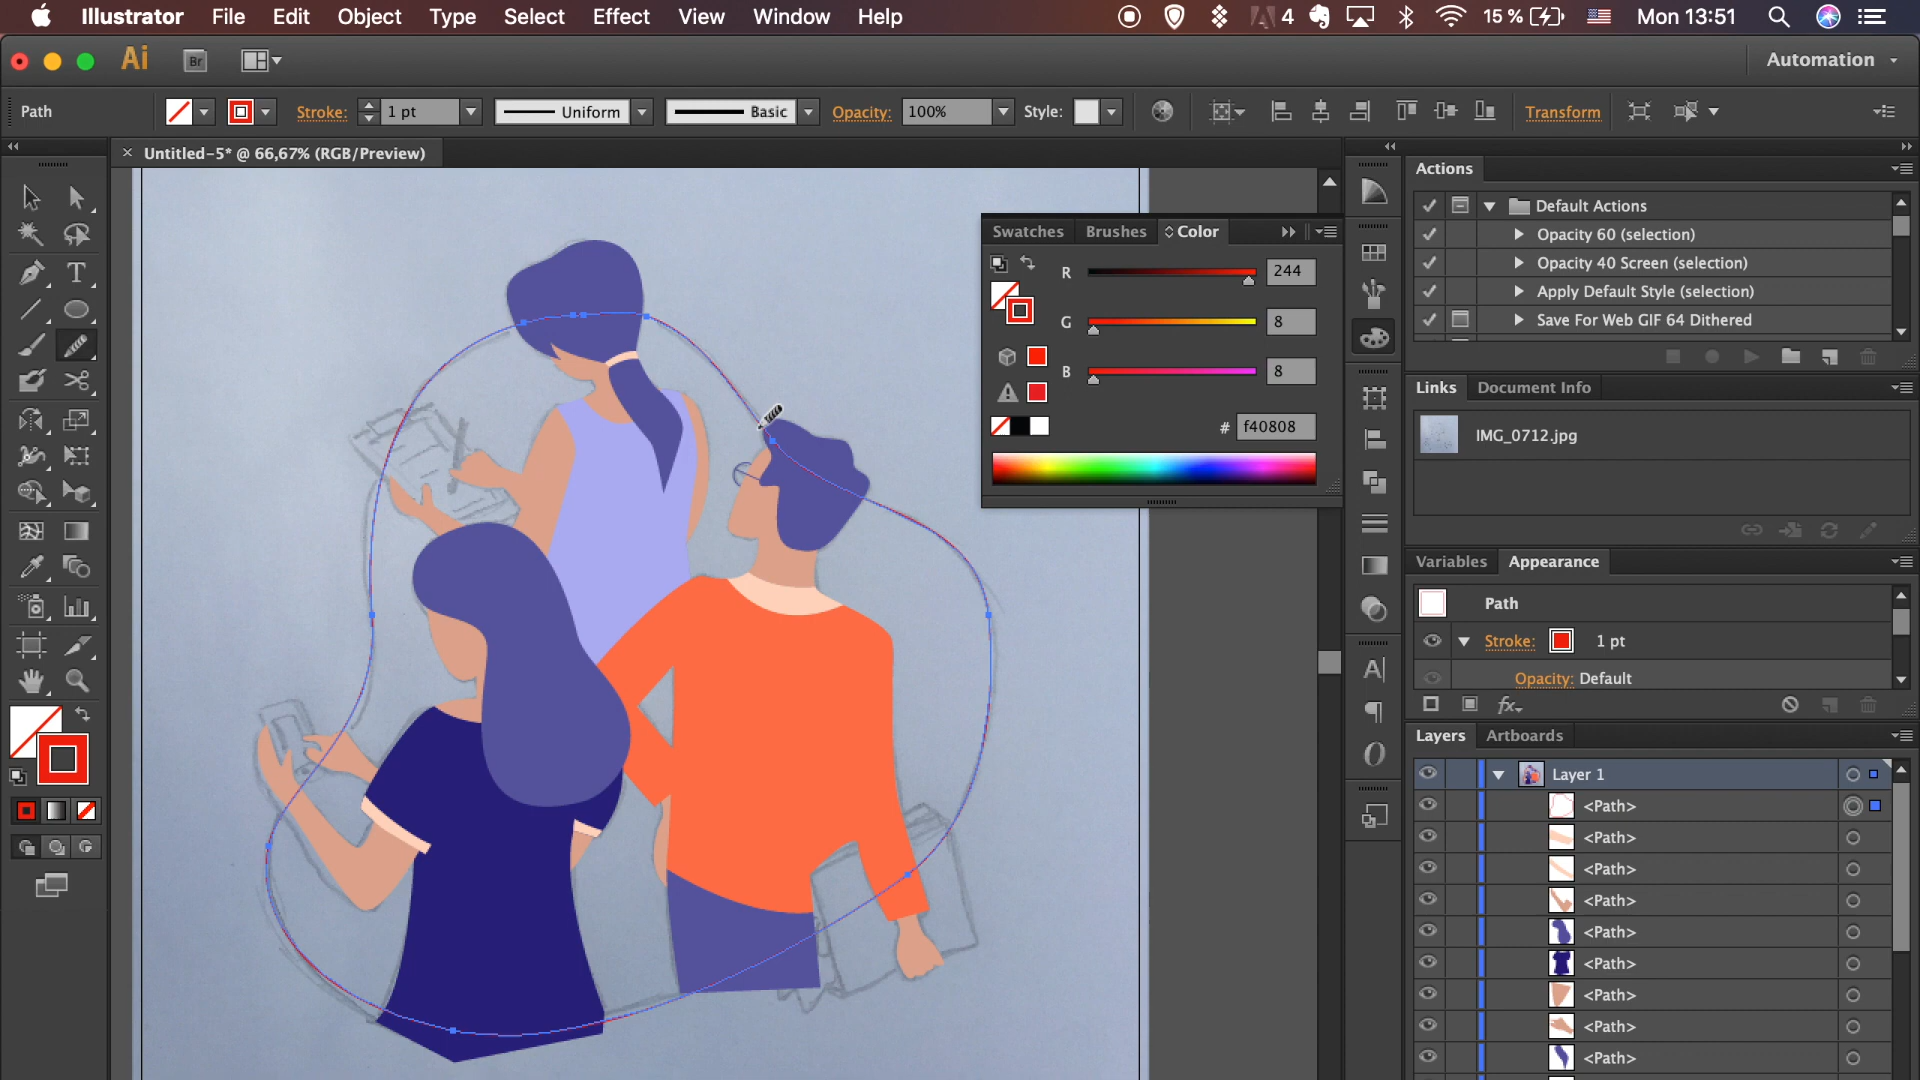 Illustrator File Edit Object Type Select Effect View Window Help 4 15 % Mon 13:51
Ai Br Automation
Path Stroke: 1 pt Uniform Basic Opacity: 100% Style: Transform
× Untitled-5* @ 66,67% (RGB/Preview)
Actions
Default Actions
Opacity 60 (selection)
Opacity 40 Screen (selection)
Apply Default Style (selection)
Save For Web GIF 64 Dithered
Swatches Brushes Color
R 244
G 8
B 8
# f40808
Links Document Info
IMG_0712.jpg
Variables Appearance
Path
Stroke: 1 pt
Opacity: Default
fx
Layers Artboards
Layer 1
<Path>
<Path>
<Path>
<Path>
<Path>
<Path>
<Path>
<Path>
<Path>